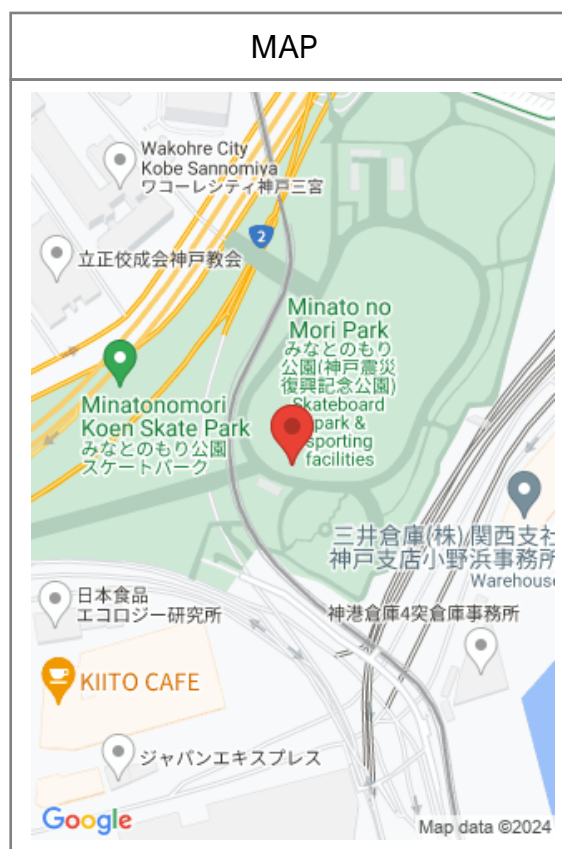 MAP
Wakohre City
Kobe Sannomiya
ワコーレシティ神戸三宮
2
立正佼成会神戸教会
Minato no
Mori Park
みなとのもり
公園(神戸震災
復興記念公園)
Skateboard
park &
sporting
facilities
Minatonomori
Koen Skate Park
みなとのもり公園
スケートパーク
三井倉庫(株) 関西支社
神戸支店小野浜事務所
Warehouse
日本食品
エコロジー研究所
神港倉庫4突倉庫事務所
KIITO CAFE
ジャパンエキスプレス
Google
Map data ©2024